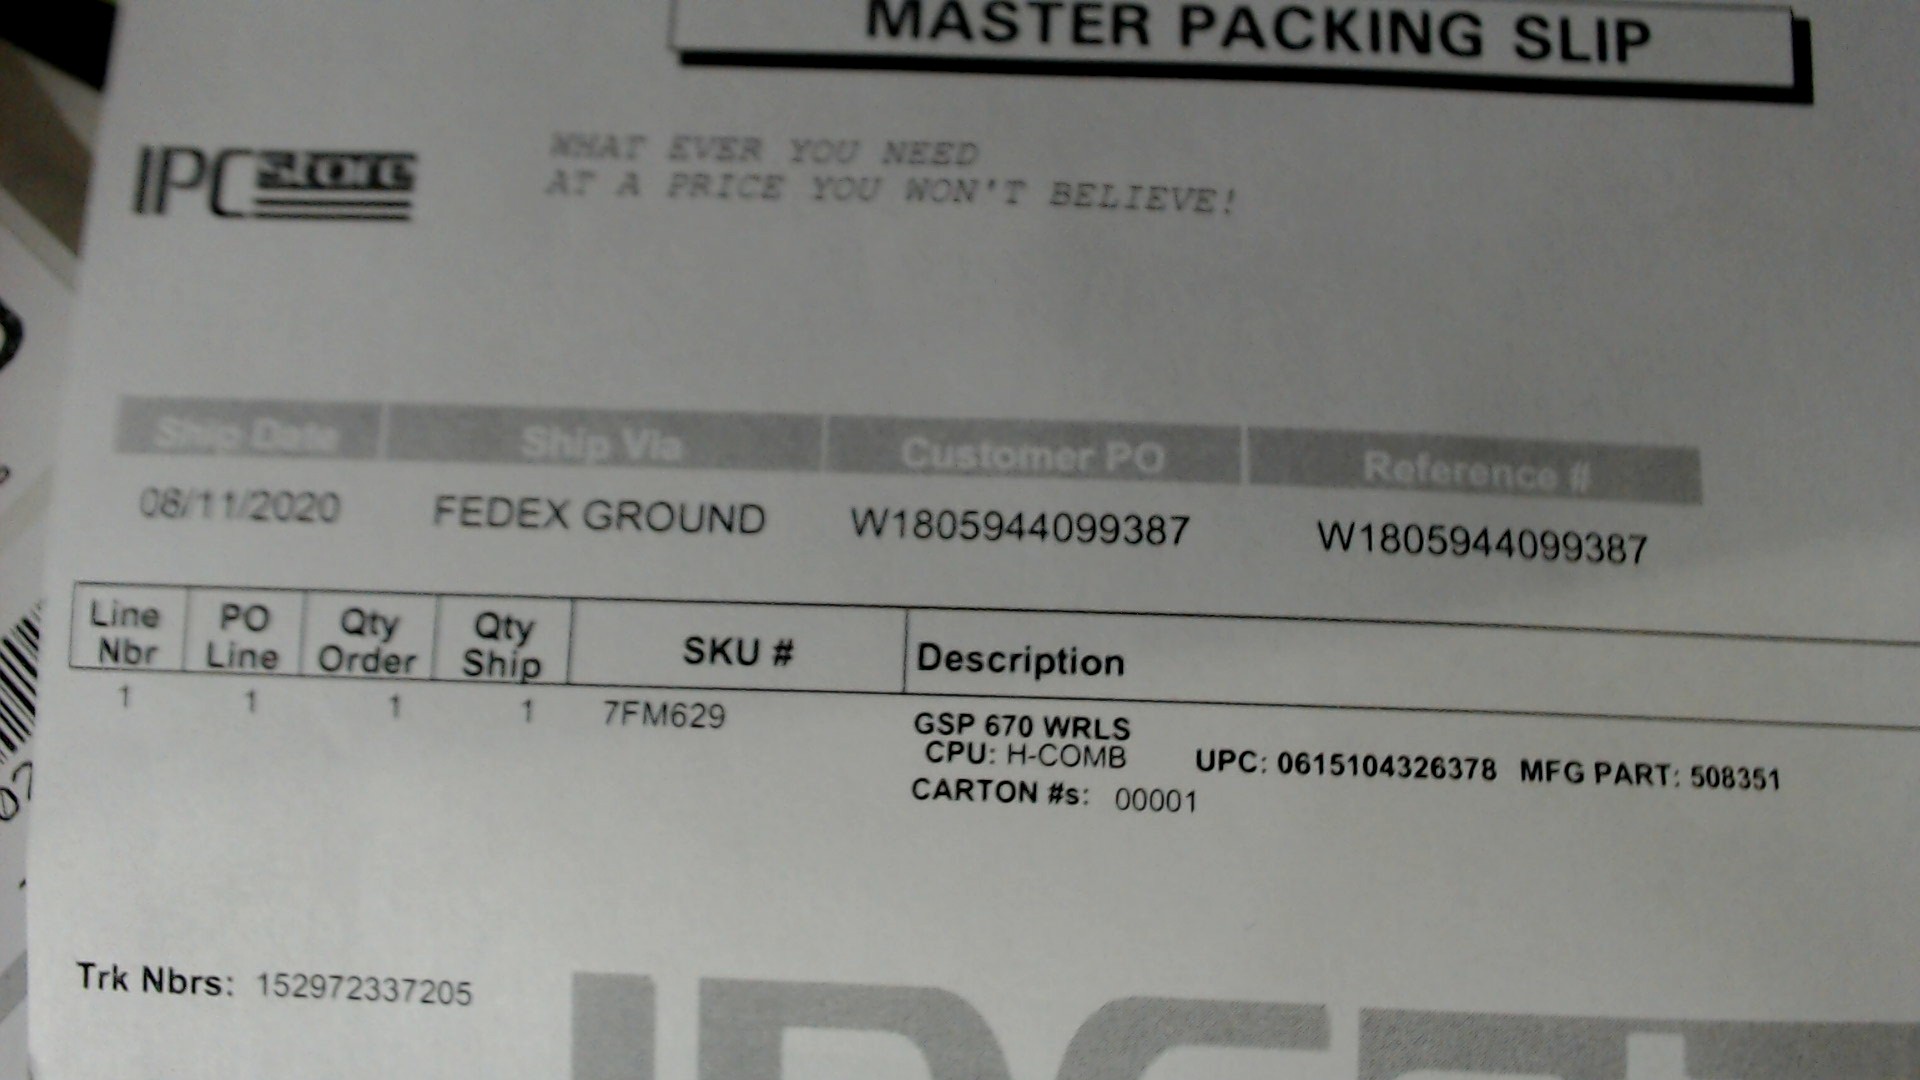 MASTER PACKING SLIP
IPC STORE
WHAT EVER YOU NEED
AT A PRICE YOU WON'T BELIEVE!
Ship Date Ship Via Customer PO Reference #
08/11/2020 FEDEX GROUND W1805944099387 W1805944099387
Line Nbr PO Line Qty Order Qty Ship SKU # Description
1 1 1 1 7FM629 GSP 670 WRLS
CPU: H-COMB UPC: 0615104326378 MFG PART: 508351
CARTON #s: 00001
Trk Nbrs: 152972337205